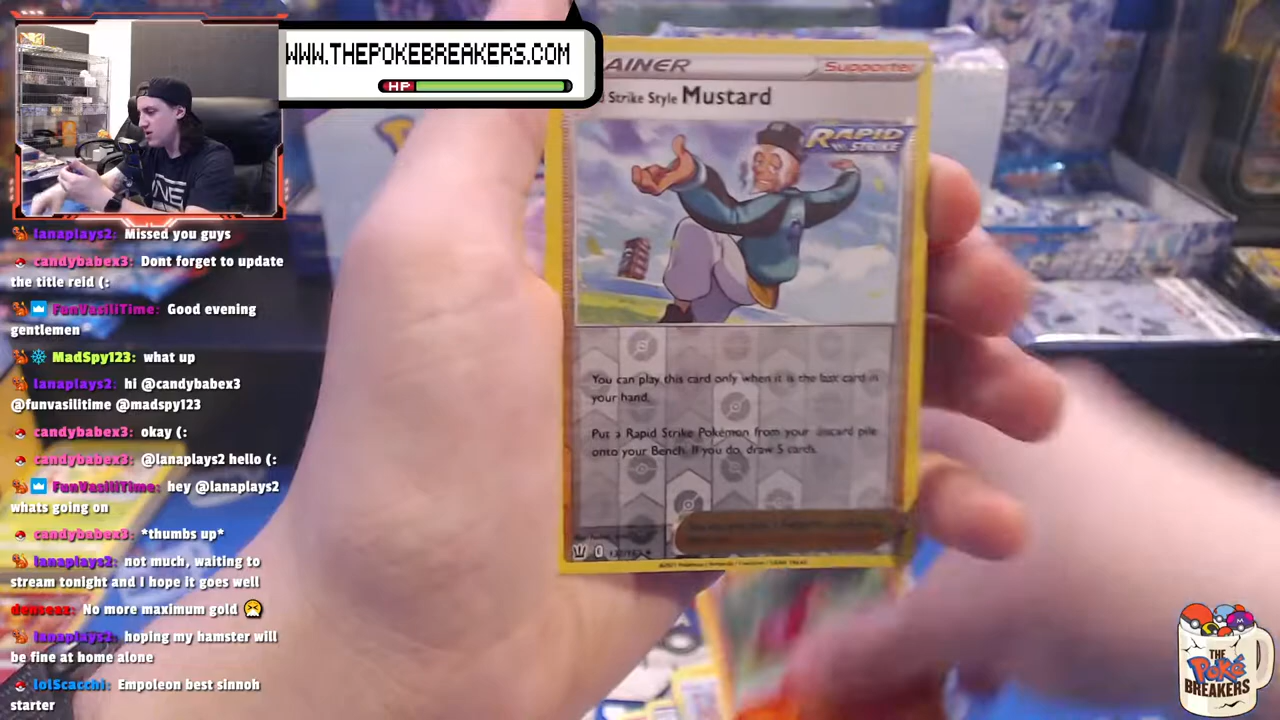 WWW.THEPOKEBREAKERS.COM
HP
AINER
Supporter
Strike Style Mustard
RAPID
STRIKE
You can play this card only when it is the last card in
your hand.
Put a Rapid Strike Pokémon from your discard pile
onto your Bench. If you do, draw 5 cards.
lanaplays2: Missed you guys
candybabex3: Dont forget to update
the title reid (:
FunVasiliTime: Good evening
gentlemen
MadSpy123: what up
lanaplays2: hi @candybabex3
@funvasilitime @madspy123
candybabex3: okay (:
candybabex3: @lanaplays2 hello (:
FunVasiliTime: hey @lanaplays2
whats going on
candybabex3: *thumbs up*
lanaplays2: not much, waiting to
stream tonight and I hope it goes well
denseaz: No more maximum gold 🤧
lanaplays2: hoping my hamster will
be fine at home alone
lolScacchi: Empoleon best sinnoh
starter
THE
Poké
BREAKERS